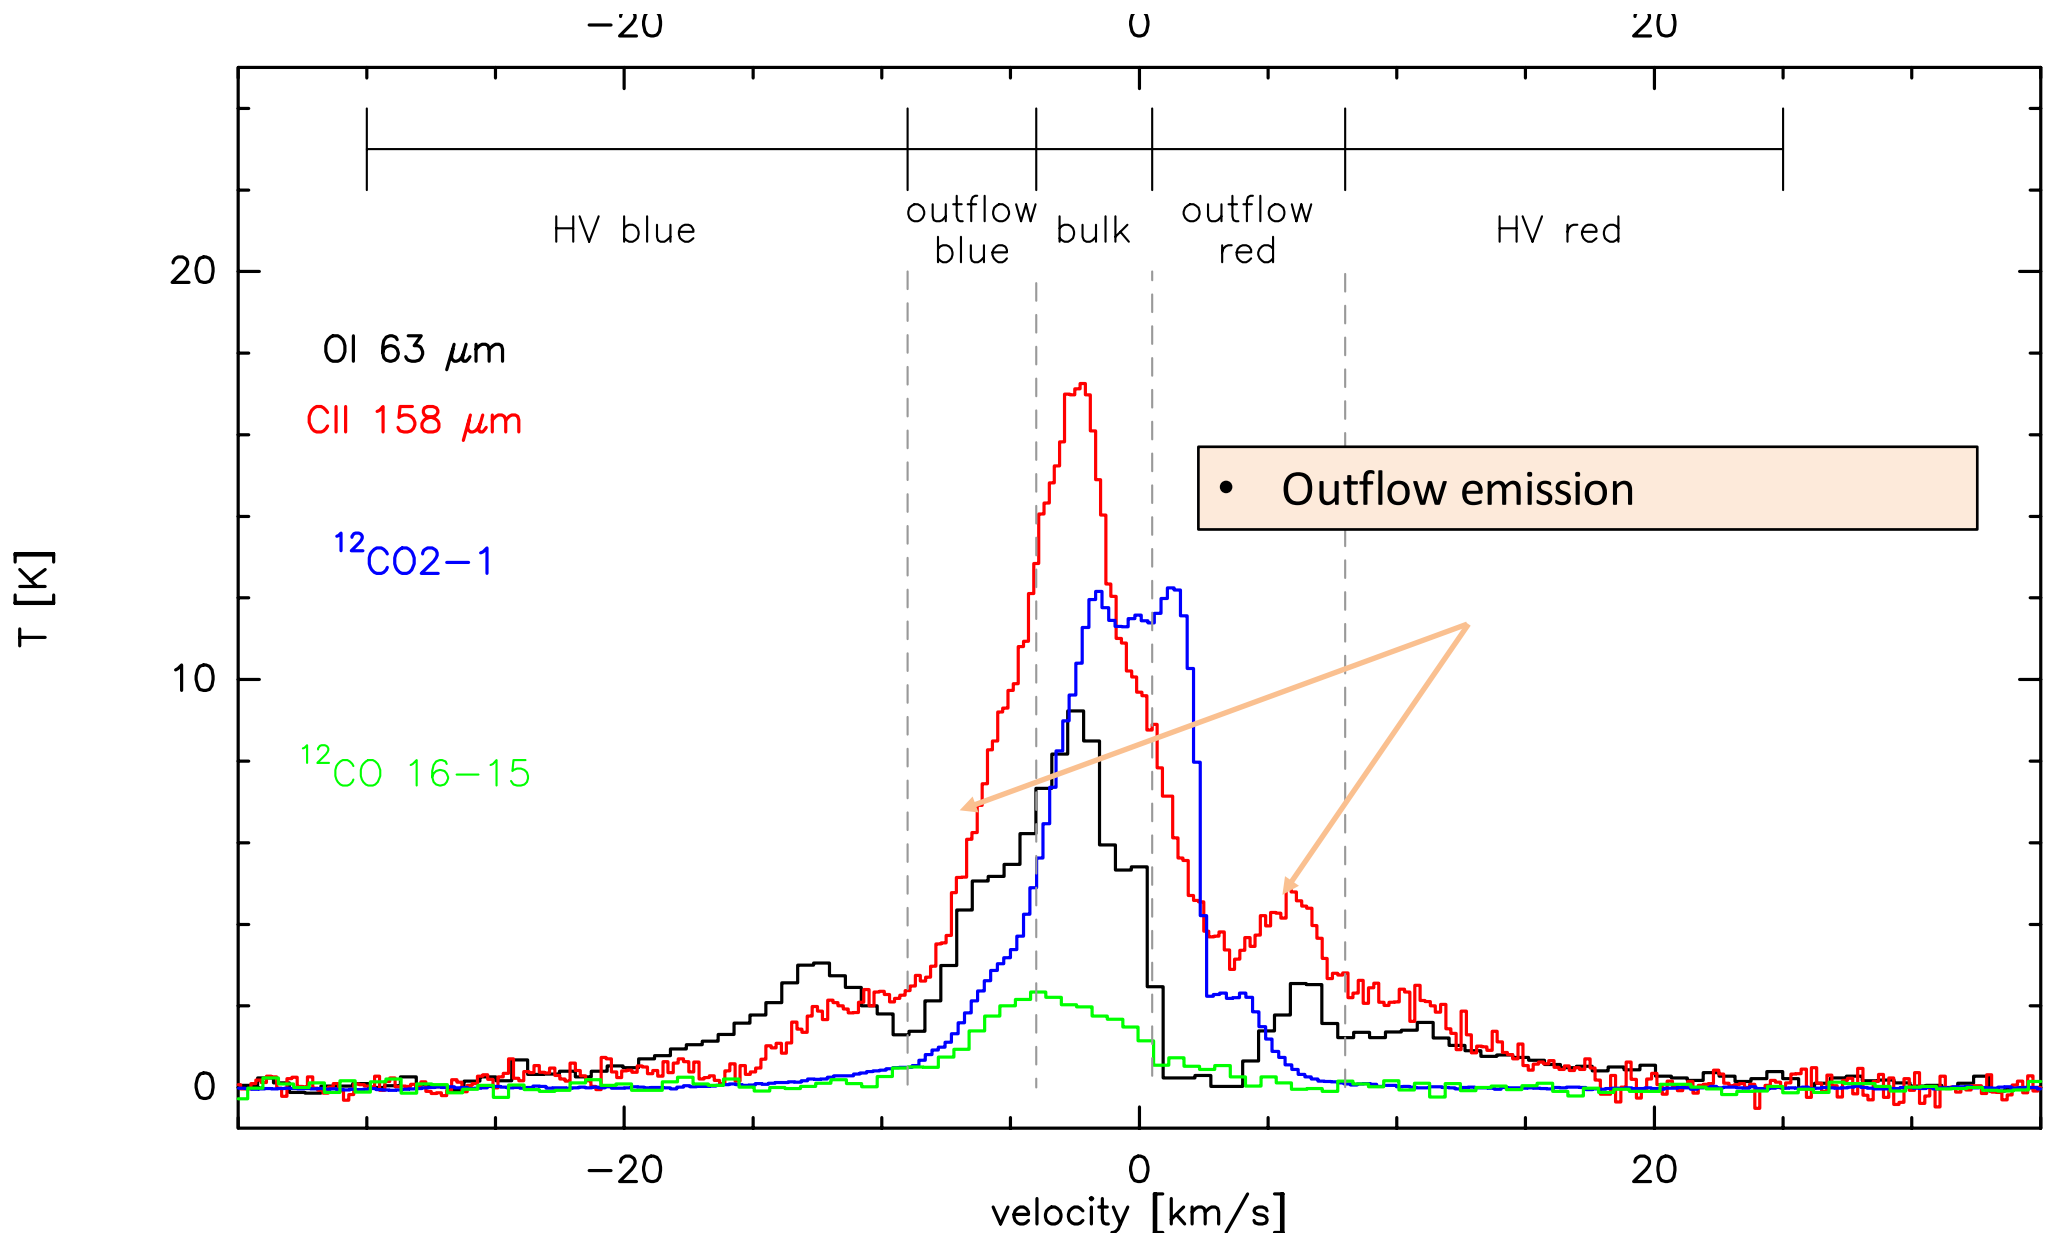 −20 0 20
HV blue
outflow
blue
bulk
outflow
red
HV red
20
OI 63 μm
CII 158 μm
• Outflow emission
¹²CO2−1
T [K]
10
¹²CO 16−15
0
−20 0 20
velocity [km/s]